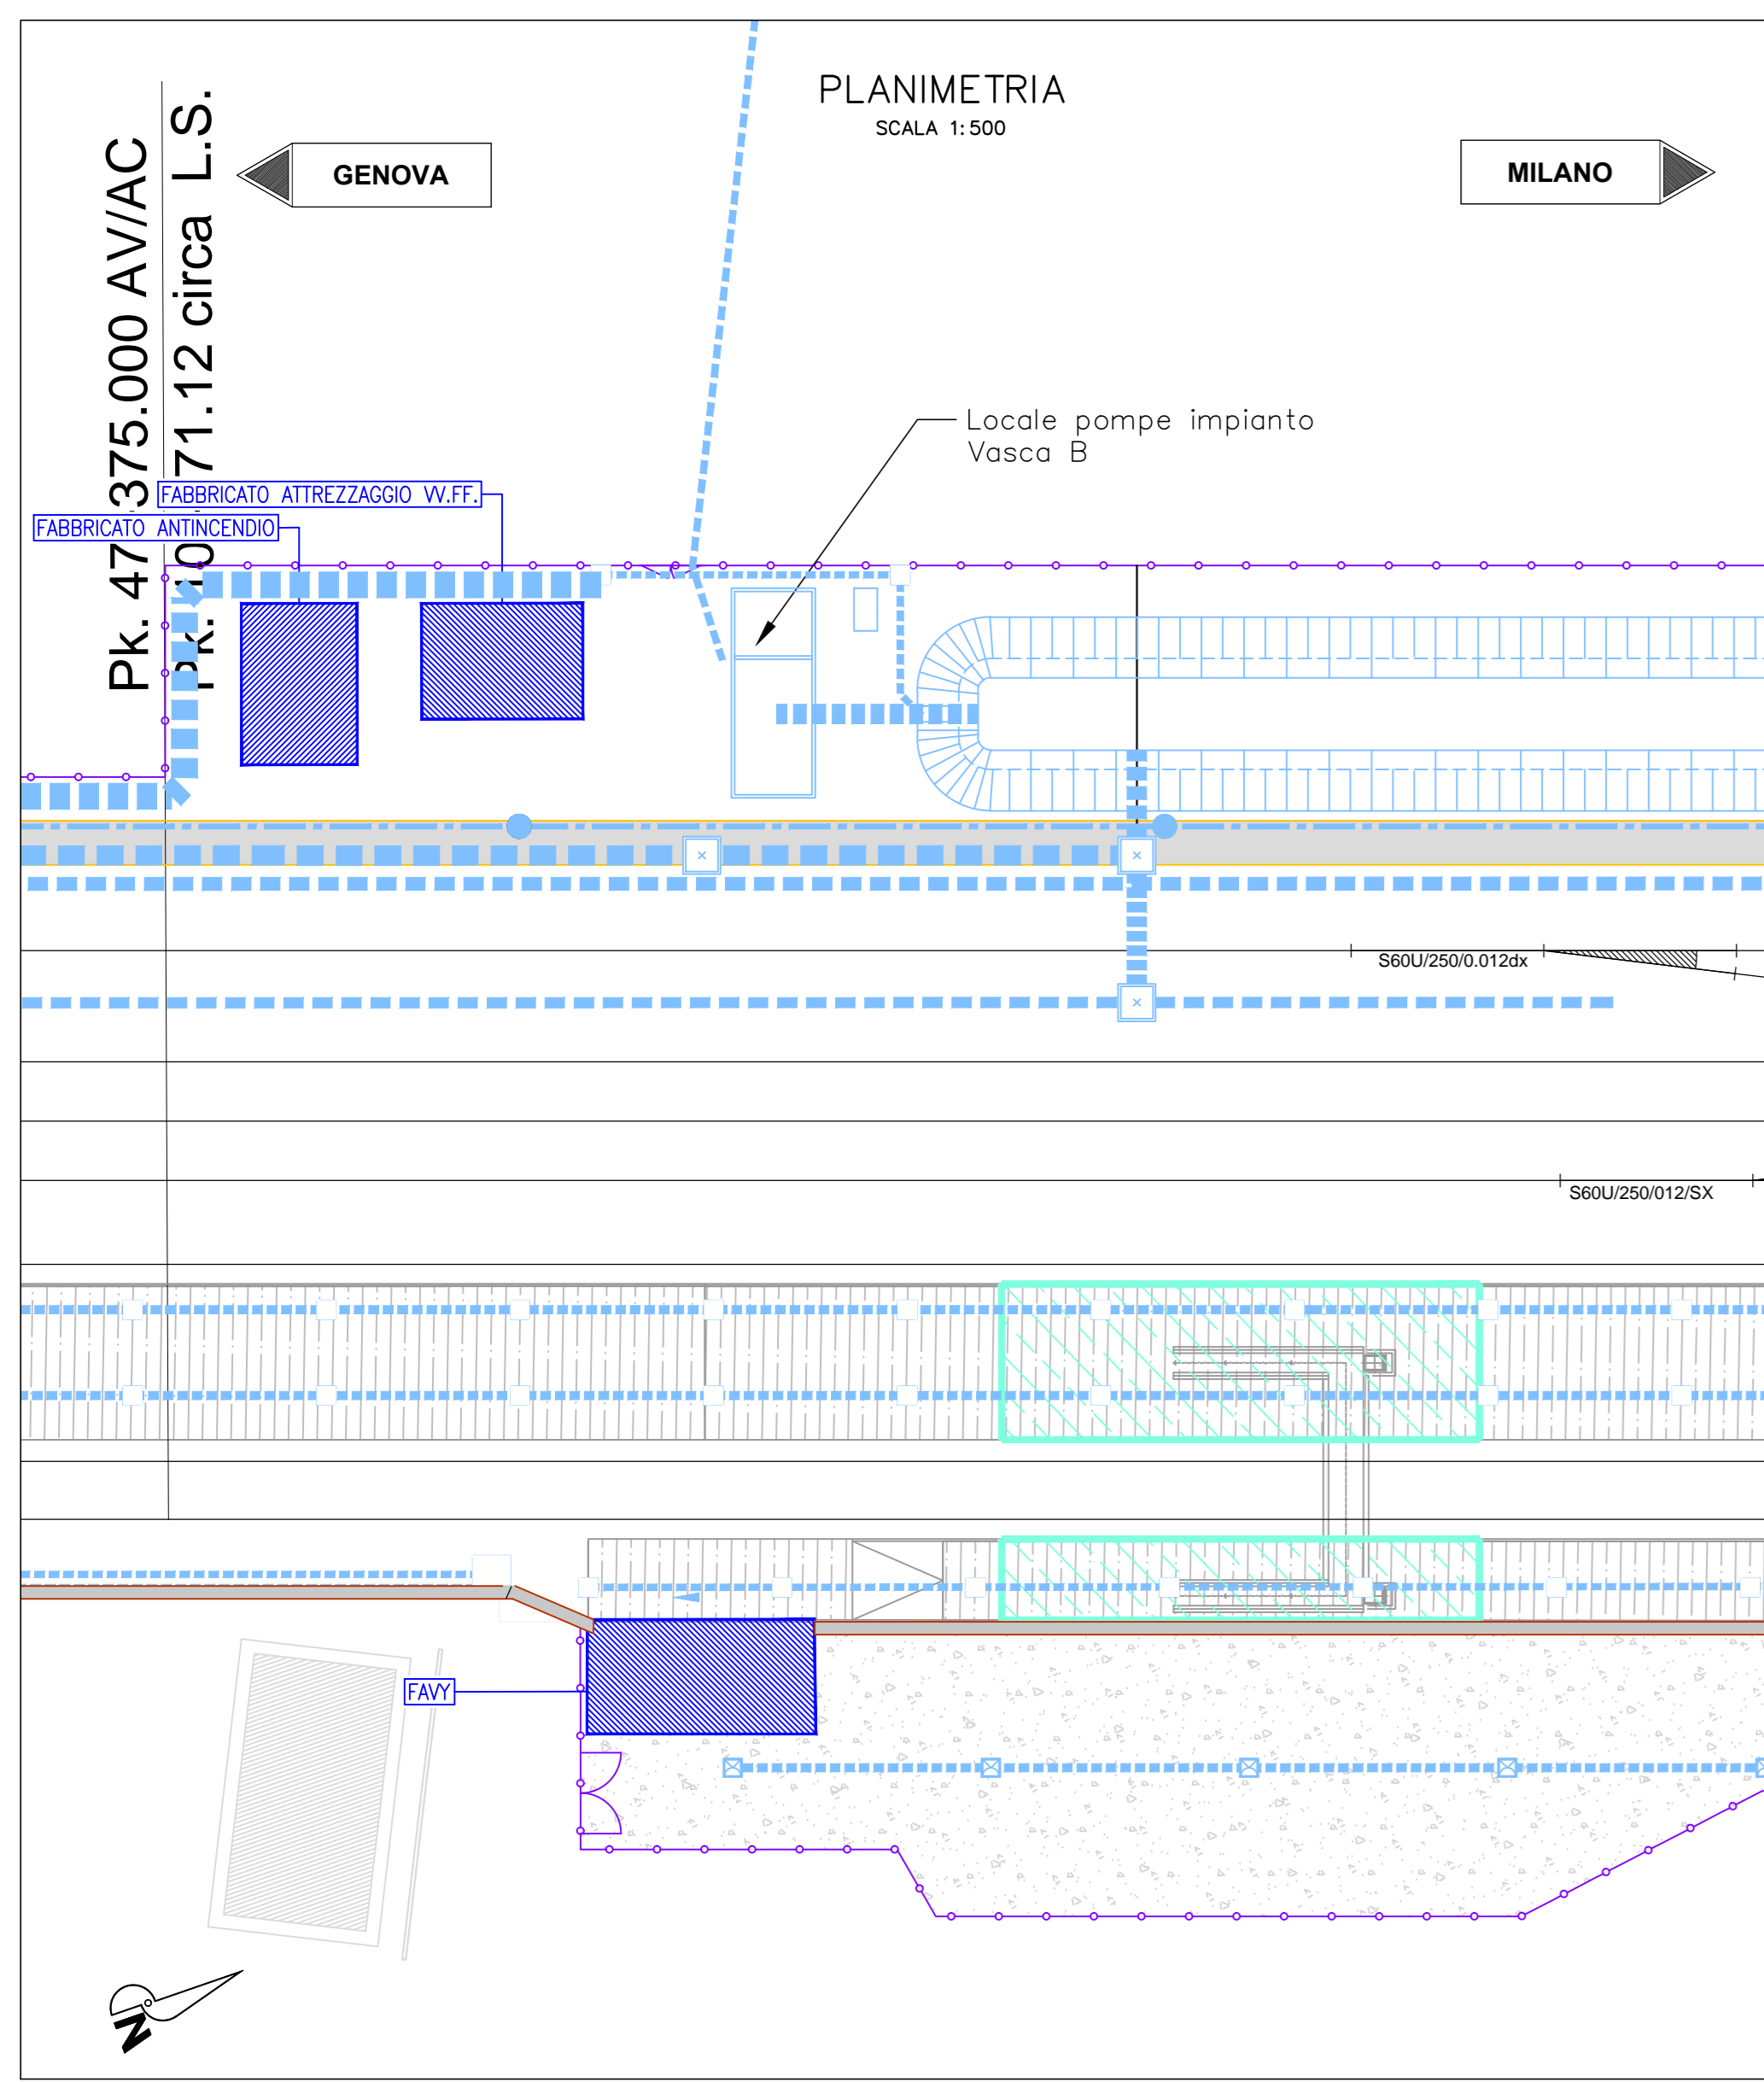 PLANIMETRIA
SCALA 1:500
GENOVA
MILANO
375.000 AV/AC
71.12 circa L.S.
Locale pompe impianto
Vasca B
FABBRICATO ATTREZZAGGIO VV.FF.
FABBRICATO ANTINCENDIO
Pk. 47
S60U/250/0.012dx
S60U/250/012/SX
FAVY
N